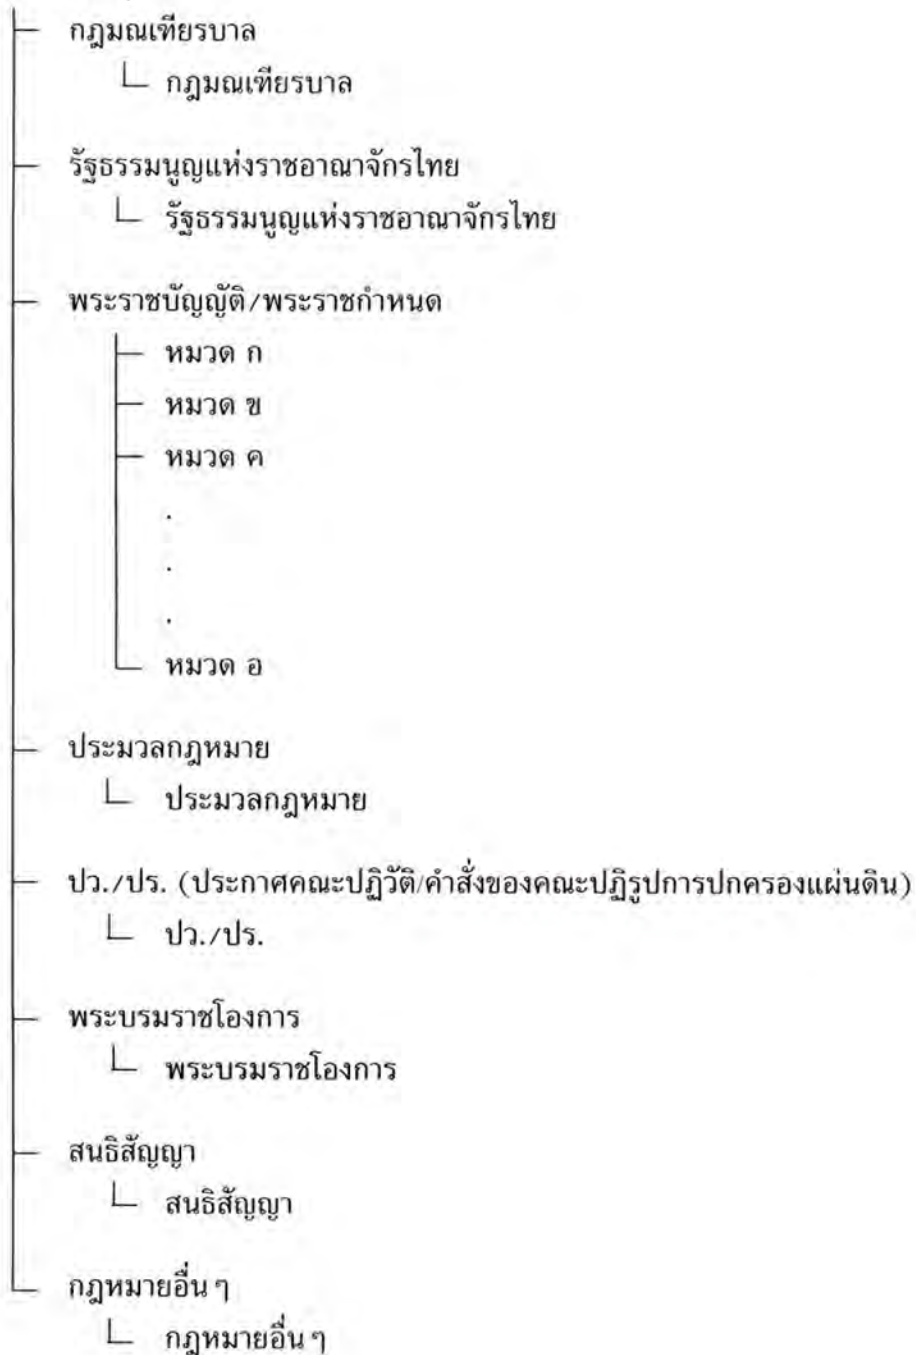 กฎมณเฑียรบาล
กฎมณเฑียรบาล
รัฐธรรมนูญแห่งราชอาณาจักรไทย
รัฐธรรมนูญแห่งราชอาณาจักรไทย
พระราชบัญญัติ/พระราชกำหนด
หมวด ก
หมวด ข
หมวด ค
.
.
.
หมวด อ
ประมวลกฎหมาย
ประมวลกฎหมาย
ปว./ปร. (ประกาศคณะปฏิวัติ/คำสั่งของคณะปฏิรูปการปกครองแผ่นดิน)
ปว./ปร.
พระบรมราชโองการ
พระบรมราชโองการ
สนธิสัญญา
สนธิสัญญา
กฎหมายอื่น ๆ
กฎหมายอื่น ๆ